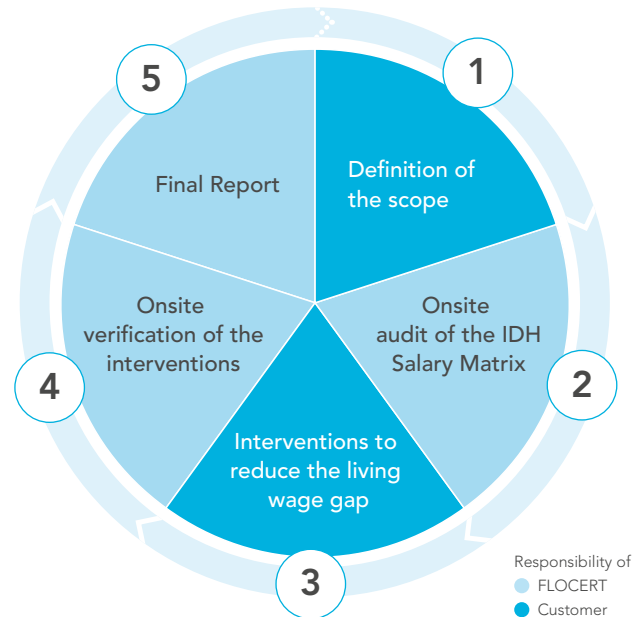 1
Definition of
the scope
2
Onsite
audit of the IDH
Salary Matrix
3
Interventions to
reduce the living
wage gap
4
Onsite
verification of the
interventions
5
Final Report
Responsibility of
FLOCERT
Customer